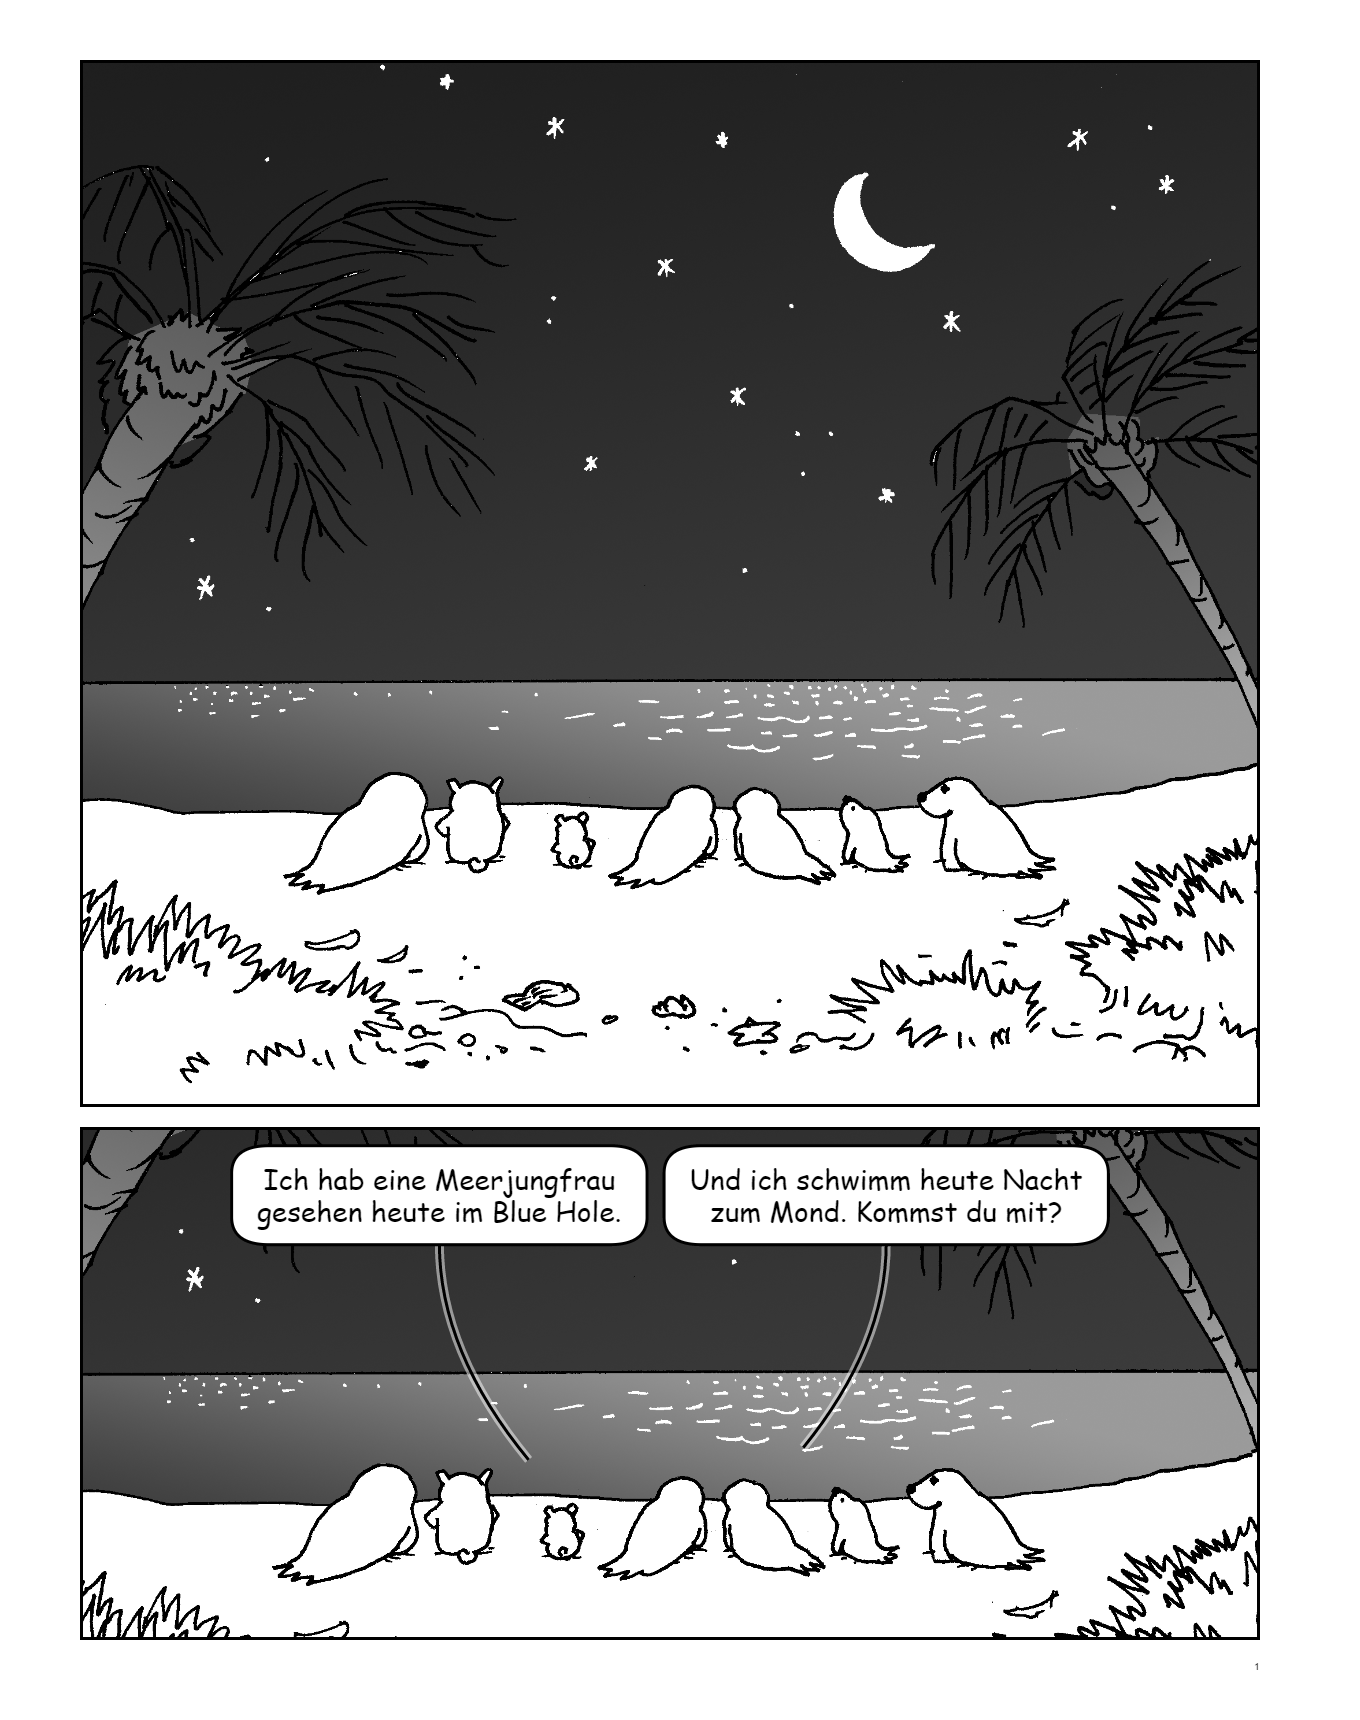 Ich hab eine Meerjungfrau
gesehen heute im Blue Hole.
Und ich schwimm heute Nacht
zum Mond. Kommst du mit?
1